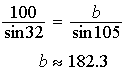 100/sin32 = b/sin105
b ≈ 182.3